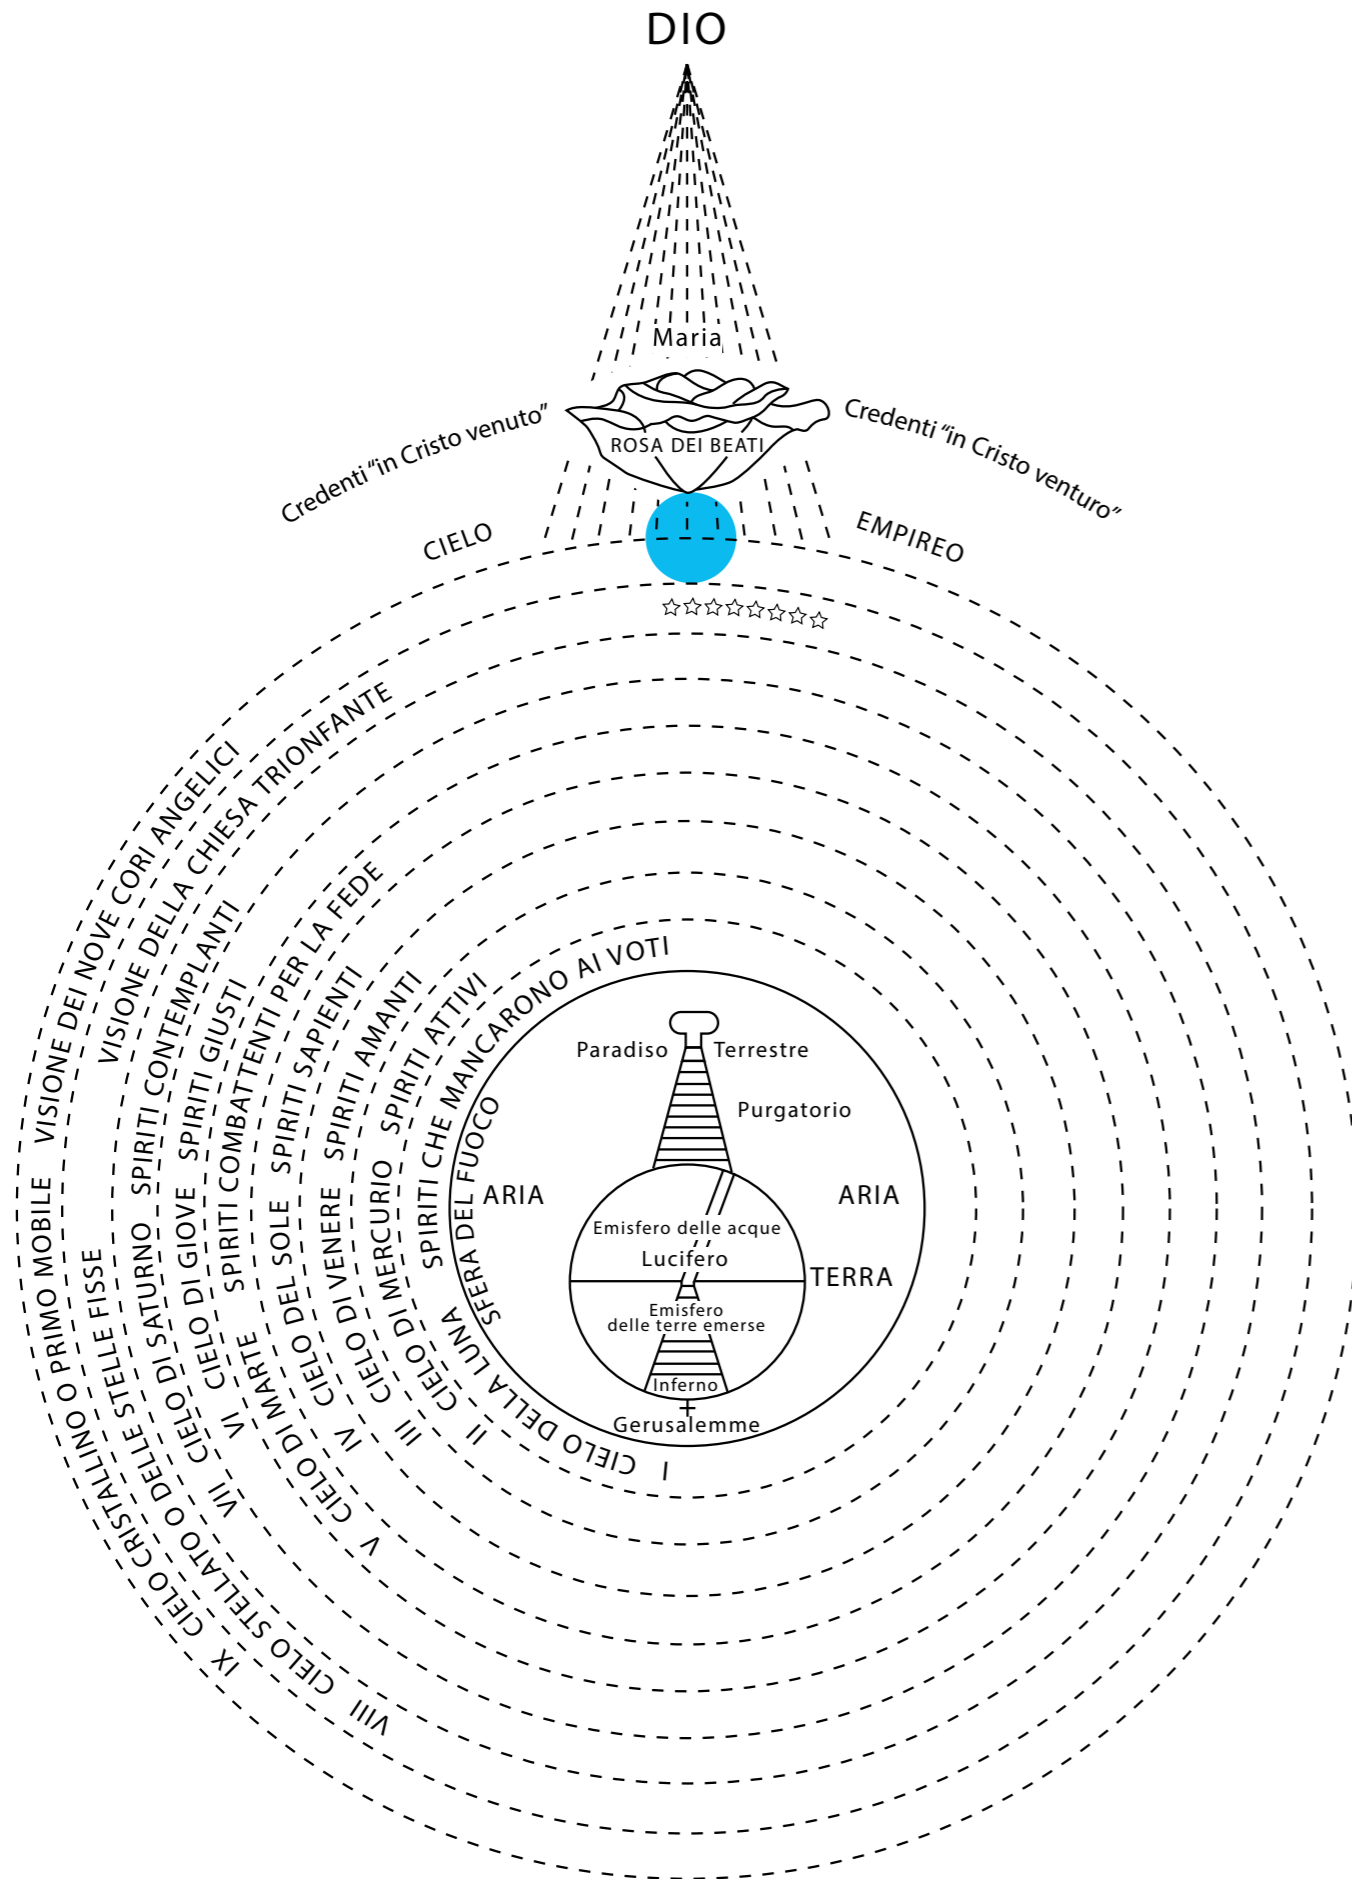 DIO
Maria
ROSA DEI BEATI
Credenti “in Cristo venuto”
Credenti “in Cristo venturo”
CIELO
EMPIREO
IX CIELO CRISTALLINO O PRIMO MOBILE VISIONE DEI NOVE CORI ANGELICI
VIII CIELO STELLATO O DELLE STELLE FISSE VISIONE DELLA CHIESA TRIONFANTE
VII CIELO DI SATURNO SPIRITI CONTEMPLANTI
VI CIELO DI GIOVE SPIRITI GIUSTI
V CIELO DI MARTE SPIRITI COMBATTENTI PER LA FEDE
IV CIELO DEL SOLE SPIRITI SAPIENTI
III CIELO DI VENERE SPIRITI AMANTI
II CIELO DI MERCURIO SPIRITI ATTIVI
I CIELO DELLA LUNA SPIRITI CHE MANCARONO AI VOTI
SFERA DEL FUOCO
Paradiso Terrestre
Purgatorio
ARIA
ARIA
Emisfero delle acque
Lucifero
TERRA
Emisfero
delle terre emerse
Inferno
Gerusalemme